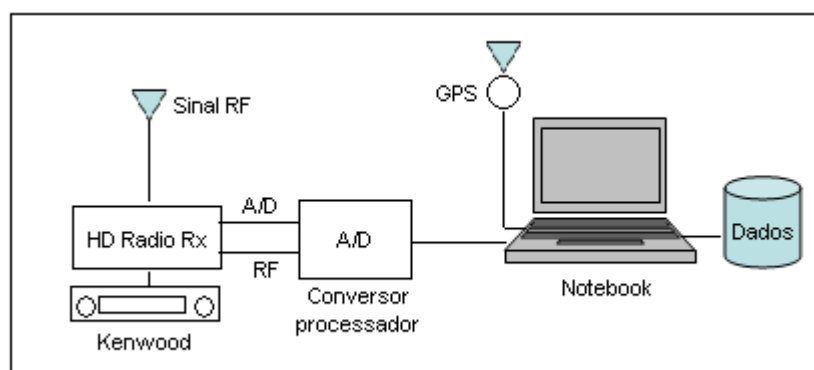 GPS
Sinal RF
A/D
HD Radio Rx
A/D
Dados
RF
Notebook
Conversor
processador
Kenwood